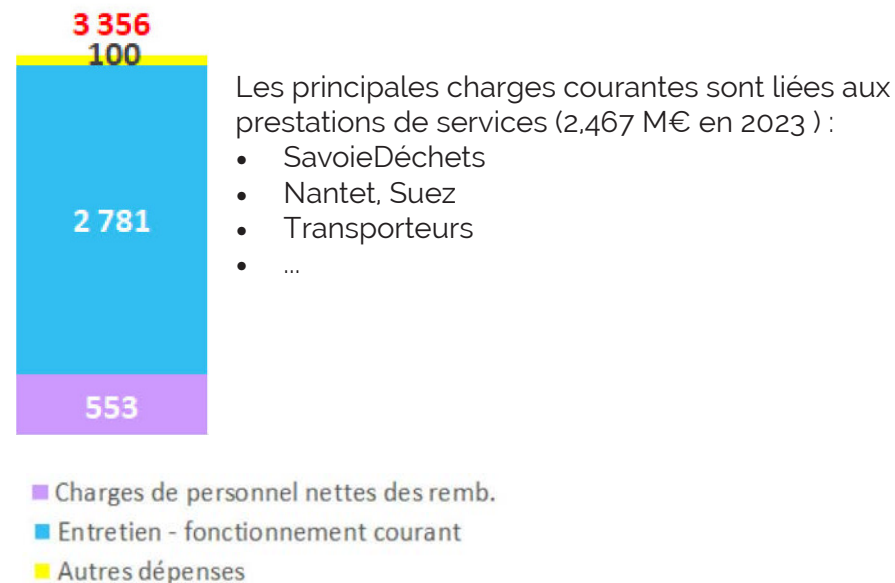 3 356
100
2 781
553
Les principales charges courantes sont liées aux
prestations de services (2,467 M€ en 2023 ) :
• SavoieDéchets
• Nantet, Suez
• Transporteurs
• ...
Charges de personnel nettes des remb.
Entretien - fonctionnement courant
Autres dépenses